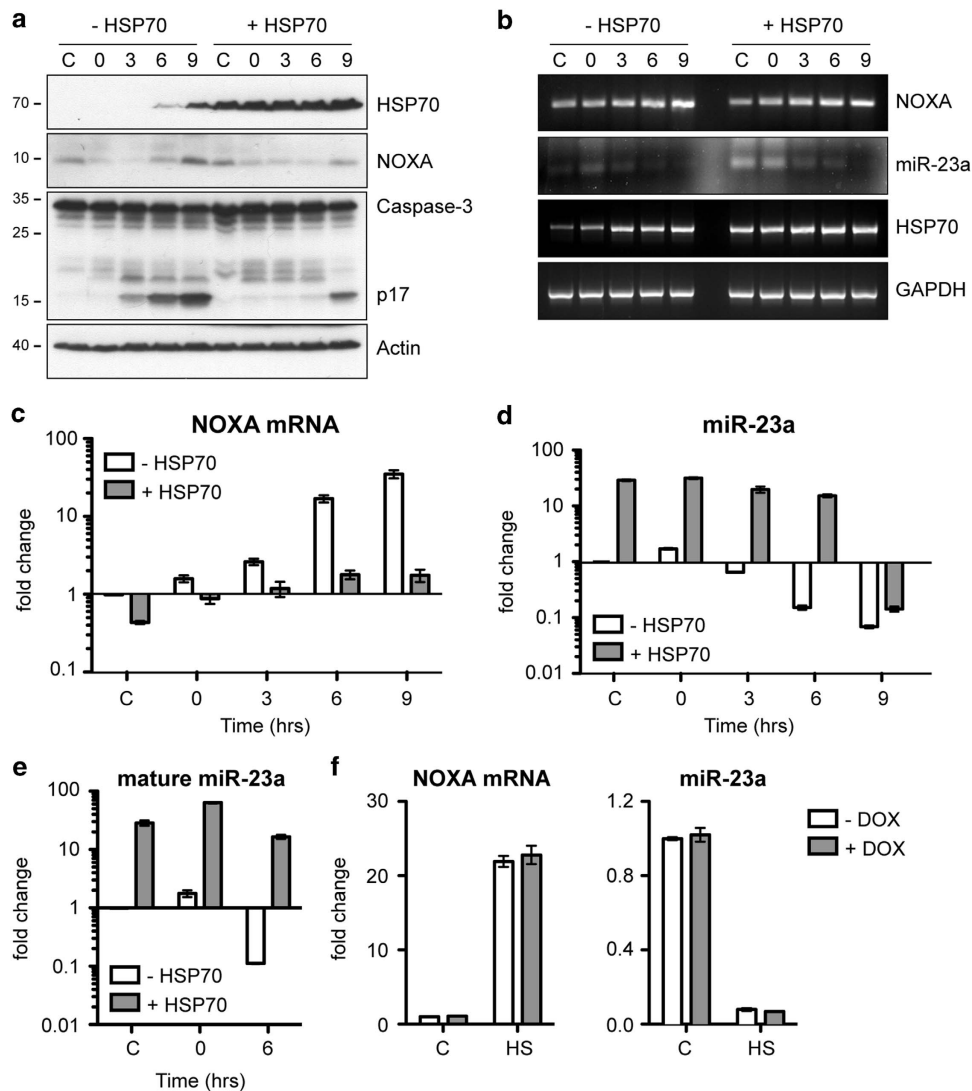 a
- HSP70 + HSP70
C 0 3 6 9 C 0 3 6 9
70 -
HSP70
10 -
NOXA
35 -
Caspase-3
25 -
15 -
p17
40 -
Actin
b
- HSP70 + HSP70
C 0 3 6 9 C 0 3 6 9
NOXA
miR-23a
HSP70
GAPDH
c
NOXA mRNA
100
10
1
0.1
fold change
- HSP70
+ HSP70
C 0 3 6 9
Time (hrs)
d
miR-23a
100
10
1
0.1
0.01
fold change
- HSP70
+ HSP70
C 0 3 6 9
Time (hrs)
e
mature miR-23a
100
10
1
0.1
0.01
fold change
- HSP70
+ HSP70
C 0 6
Time (hrs)
f
NOXA mRNA
30
20
10
0
fold change
C HS
miR-23a
1.2
0.8
0.4
0.0
C HS
- DOX
+ DOX